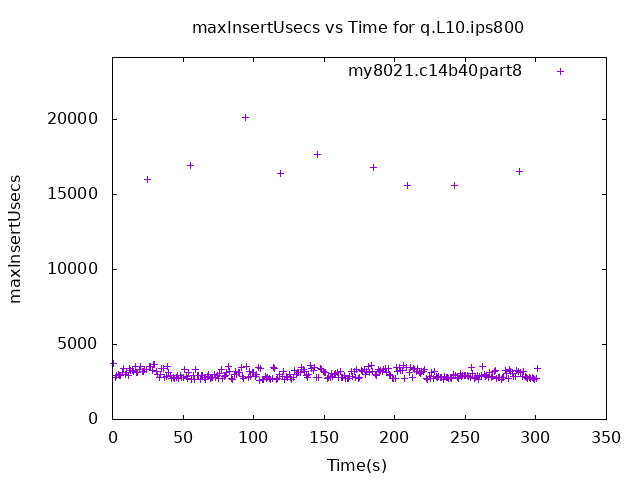 maxInsertUsecs vs Time for q.L10.ips800
my8021.c14b40part8
maxInsertUsecs
20000
15000
10000
5000
0
0 50 100 150 200 250 300 350
Time(s)